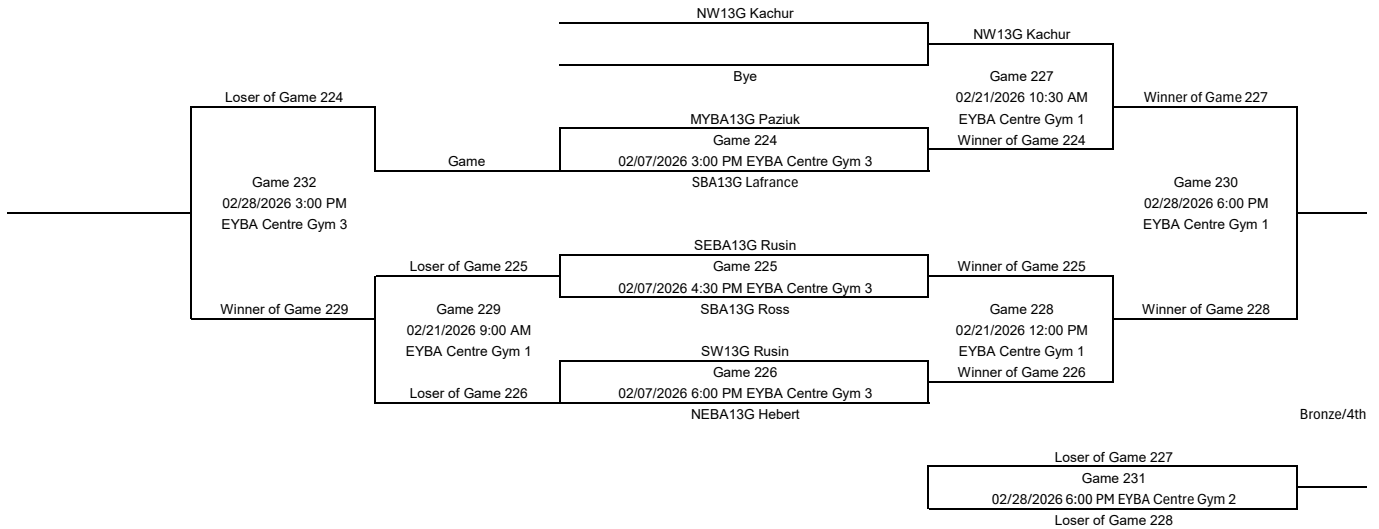 NW13G Kachur
NW13G Kachur
Bye
Game 227
Loser of Game 224
02/21/2026 10:30 AM
Winner of Game 227
MYBA13G Paziuk
EYBA Centre Gym 1
Game 224
Winner of Game 224
Game
02/07/2026 3:00 PM EYBA Centre Gym 3
Game 232
SBA13G Lafrance
Game 230
02/28/2026 3:00 PM
02/28/2026 6:00 PM
EYBA Centre Gym 3
EYBA Centre Gym 1
SEBA13G Rusin
Loser of Game 225
Game 225
Winner of Game 225
02/07/2026 4:30 PM EYBA Centre Gym 3
Winner of Game 229
Game 229
SBA13G Ross
Game 228
Winner of Game 228
02/21/2026 9:00 AM
02/21/2026 12:00 PM
EYBA Centre Gym 1
SW13G Rusin
EYBA Centre Gym 1
Game 226
Winner of Game 226
Loser of Game 226
02/07/2026 6:00 PM EYBA Centre Gym 3
NEBA13G Hebert
Bronze/4th
Loser of Game 227
Game 231
02/28/2026 6:00 PM EYBA Centre Gym 2
Loser of Game 228